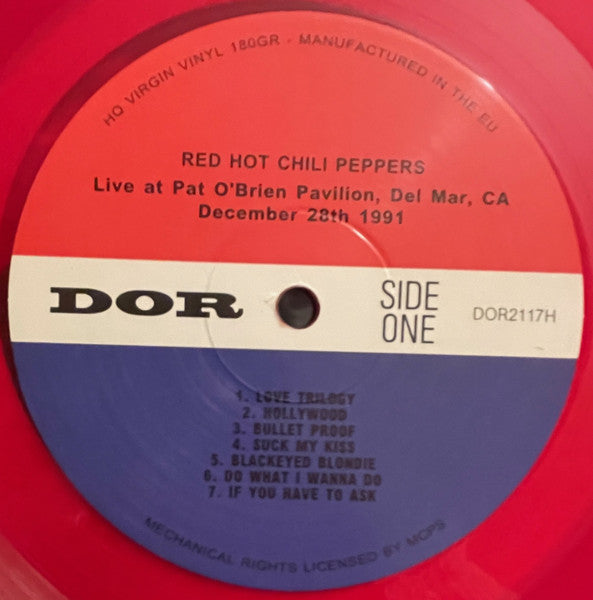 HQ VIRGIN VINYL 180GR - MANUFACTURED IN THE EU
RED HOT CHILI PEPPERS
Live at Pat O'Brien Pavilion, Del Mar, CA
December 28th 1991
DOR
SIDE
ONE
DOR2117H
1. LOVE TRILOGY
2. HOLLYWOOD
3. BULLET PROOF
4. SUCK MY KISS
5. BLACKEYED BLONDIE
6. DO WHAT I WANNA DO
7. IF YOU HAVE TO ASK
MECHANICAL RIGHTS LICENSED BY MCPS